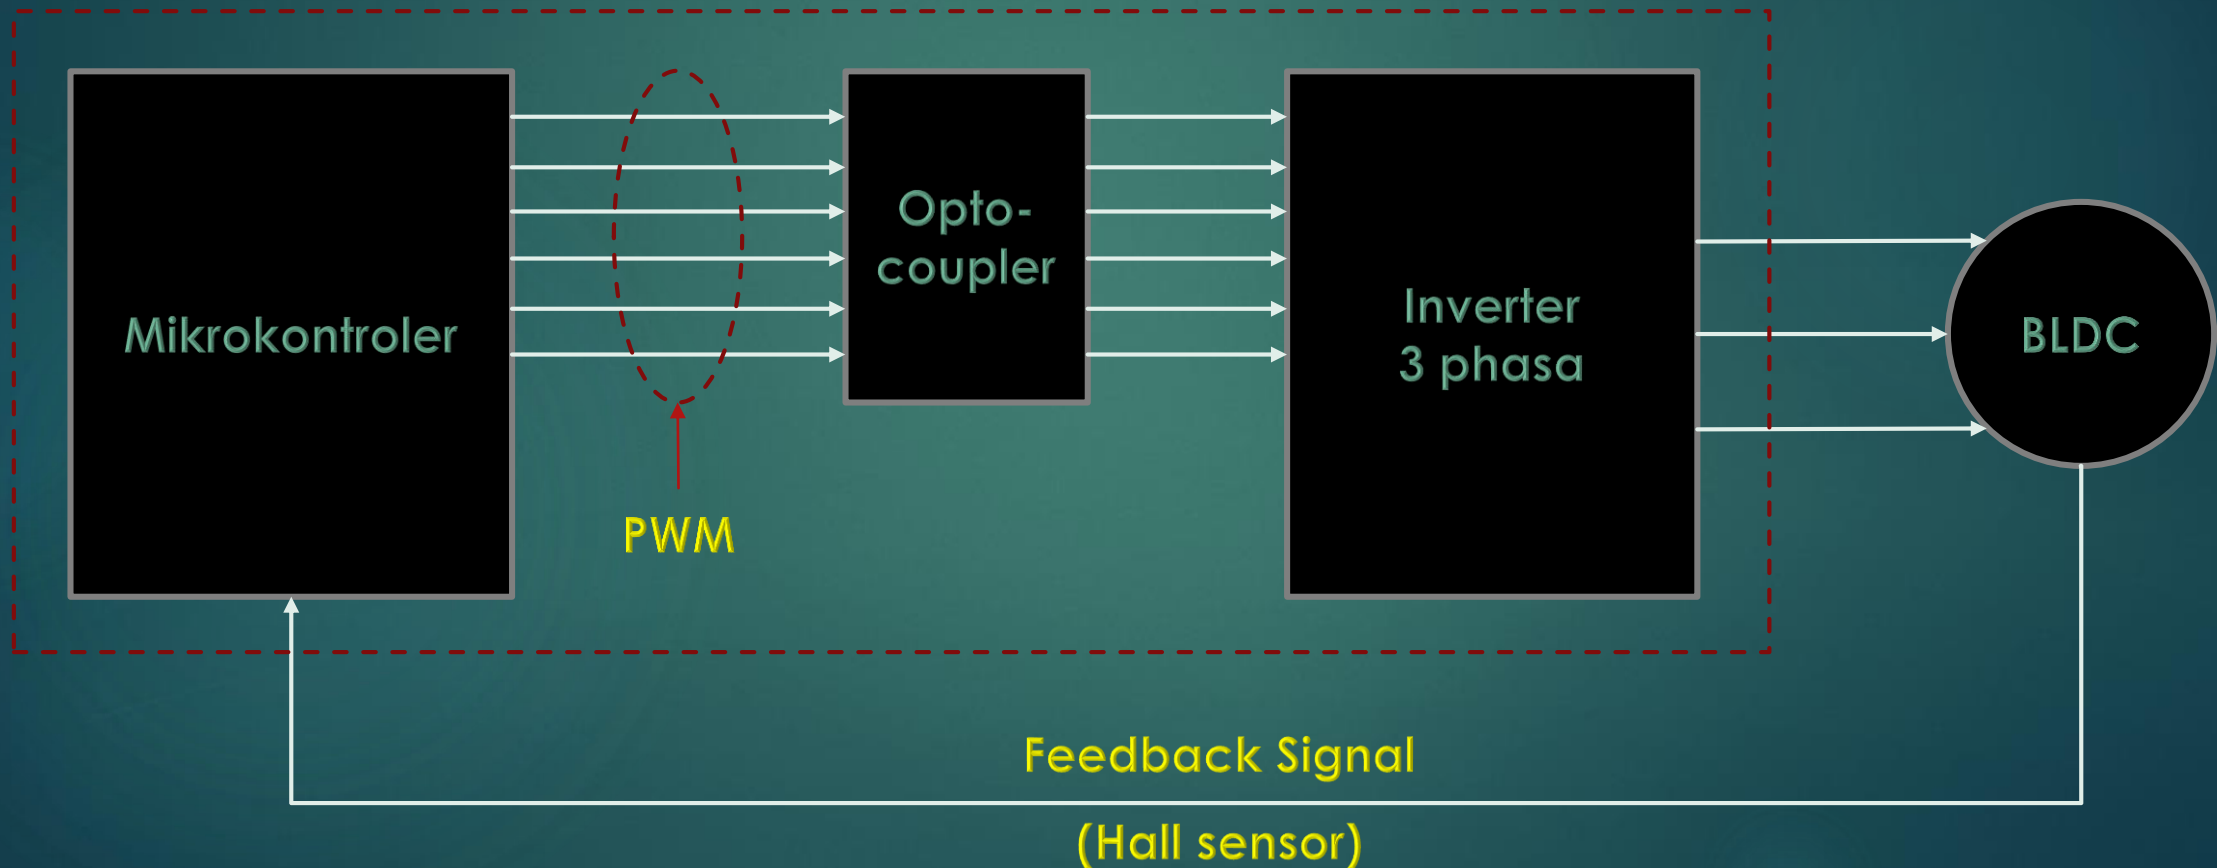 Mikrokontroler
Opto-
coupler
Inverter
3 phasa
BLDC
PWM
Feedback Signal
(Hall sensor)